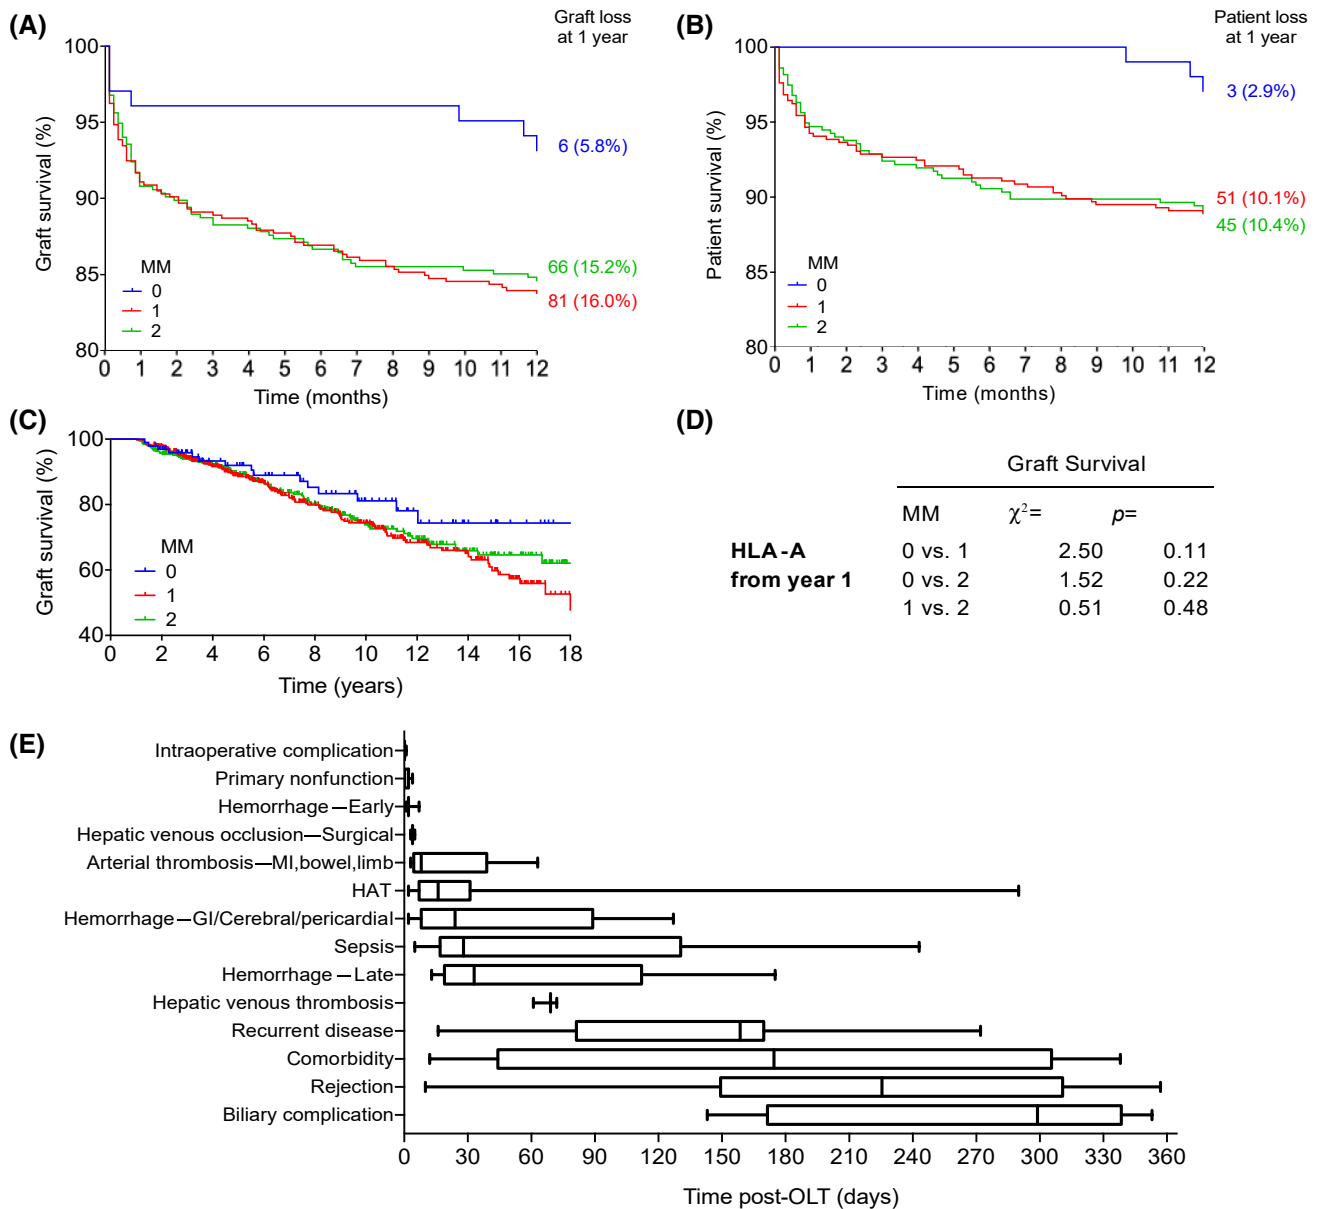 (A)
Graft loss
at 1 year
100
95
90
85
80
Graft survival (%)
6 (5.8%)
66 (15.2%)
81 (16.0%)
MM
0
1
2
0 1 2 3 4 5 6 7 8 9 10 11 12
Time (months)
(B)
Patient loss
at 1 year
100
95
90
85
80
Patient survival (%)
3 (2.9%)
51 (10.1%)
45 (10.4%)
MM
0
1
2
0 1 2 3 4 5 6 7 8 9 10 11 12
Time (months)
(C)
100
80
60
40
Graft survival (%)
MM
0
1
2
0 2 4 6 8 10 12 14 16 18
Time (years)
(D)
Graft Survival
MM χ²= p=
HLA-A 0 vs. 1 2.50 0.11
from year 1 0 vs. 2 1.52 0.22
1 vs. 2 0.51 0.48
(E)
Intraoperative complication
Primary nonfunction
Hemorrhage—Early
Hepatic venous occlusion—Surgical
Arterial thrombosis—MI,bowel,limb
HAT
Hemorrhage—GI/Cerebral/pericardial
Sepsis
Hemorrhage—Late
Hepatic venous thrombosis
Recurrent disease
Comorbidity
Rejection
Biliary complication
0 30 60 90 120 150 180 210 240 270 300 330 360
Time post-OLT (days)